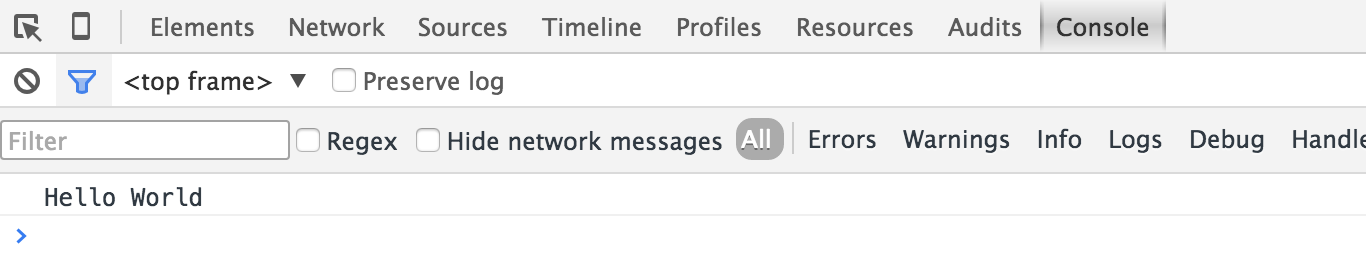 Elements Network Sources Timeline Profiles Resources Audits Console
<top frame> ▼ Preserve log
Filter Regex Hide network messages All Errors Warnings Info Logs Debug Handle
Hello World
>